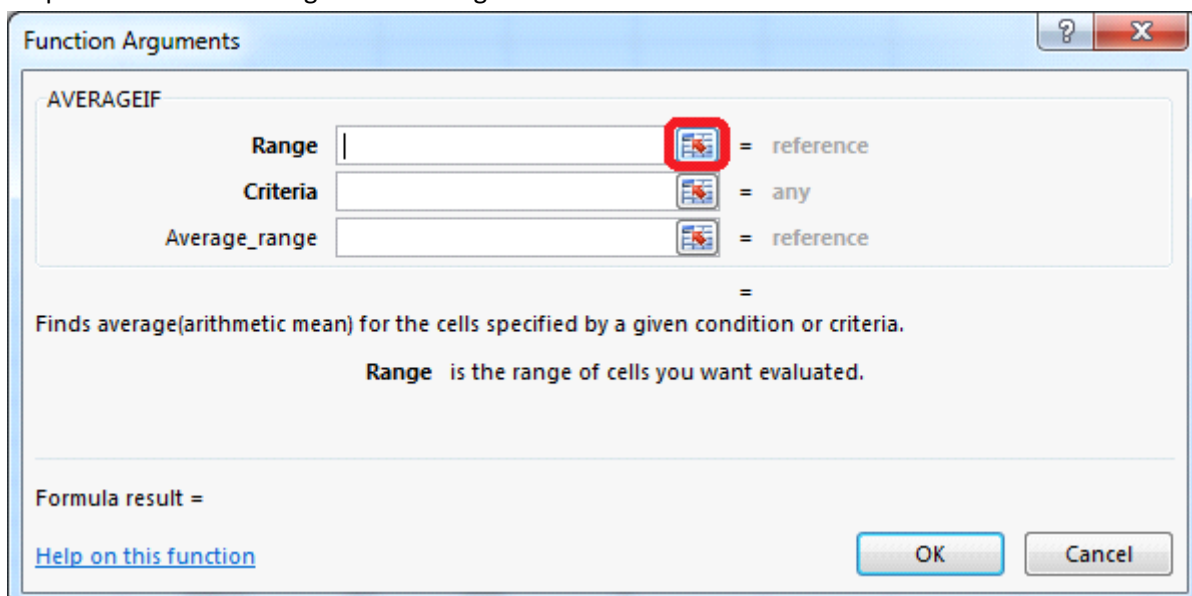 Function Arguments
?
X
AVERAGEIF
Range = reference
Criteria = any
Average_range = reference
=
Finds average(arithmetic mean) for the cells specified by a given condition or criteria.
Range is the range of cells you want evaluated.
Formula result =
Help on this function
OK
Cancel